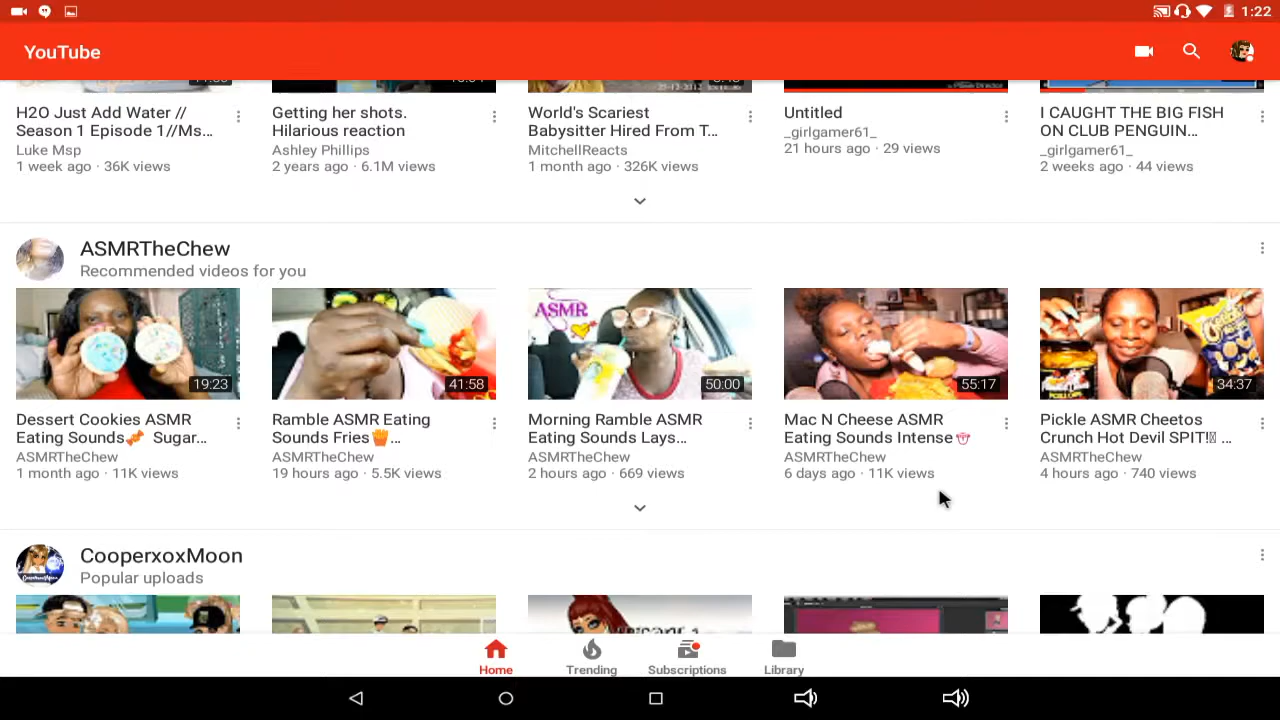 1:22
YouTube
H2O Just Add Water //
Season 1 Episode 1//Ms...
Luke Msp
1 week ago · 36K views
Getting her shots.
Hilarious reaction
Ashley Phillips
2 years ago · 6.1M views
World's Scariest
Babysitter Hired From T...
MitchellReacts
1 month ago · 326K views
Untitled
_girlgamer61_
21 hours ago · 29 views
I CAUGHT THE BIG FISH
ON CLUB PENGUIN...
_girlgamer61_
2 weeks ago · 44 views
ASMRTheChew
Recommended videos for you
19:23
41:58
ASMR
50:00
55:17
34:37
Dessert Cookies ASMR
Eating Sounds🍬 Sugar...
ASMRTheChew
1 month ago · 11K views
Ramble ASMR Eating
Sounds Fries🍟...
ASMRTheChew
19 hours ago · 5.5K views
Morning Ramble ASMR
Eating Sounds Lays...
ASMRTheChew
2 hours ago · 669 views
Mac N Cheese ASMR
Eating Sounds Intense
ASMRTheChew
6 days ago · 11K views
Pickle ASMR Cheetos
Crunch Hot Devil SPIT! ...
ASMRTheChew
4 hours ago · 740 views
CooperxoxMoon
Popular uploads
Home
Trending
Subscriptions
Library